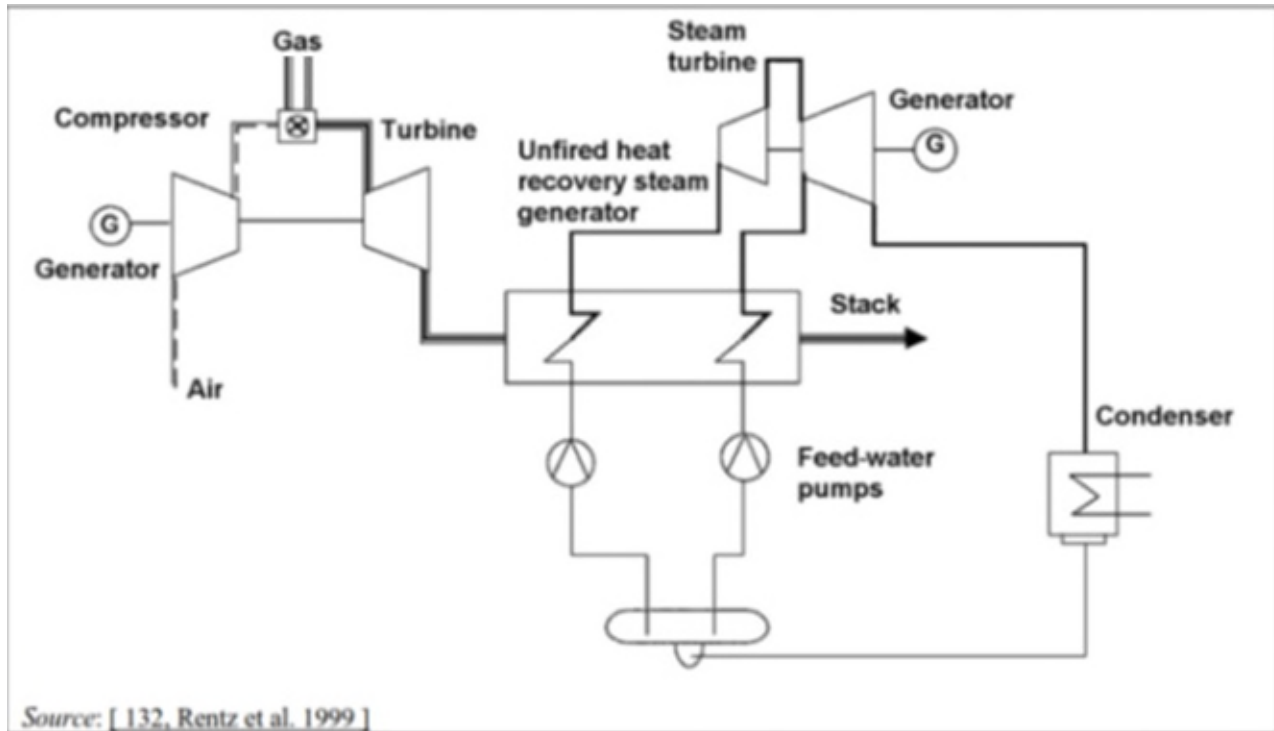 Gas
Steam
turbine
Compressor
Turbine
Generator
G
Unfired heat
recovery steam
generator
G
Generator
Stack
Air
Condenser
Feed-water
pumps
Source: [ 132, Rentz et al. 1999 ]